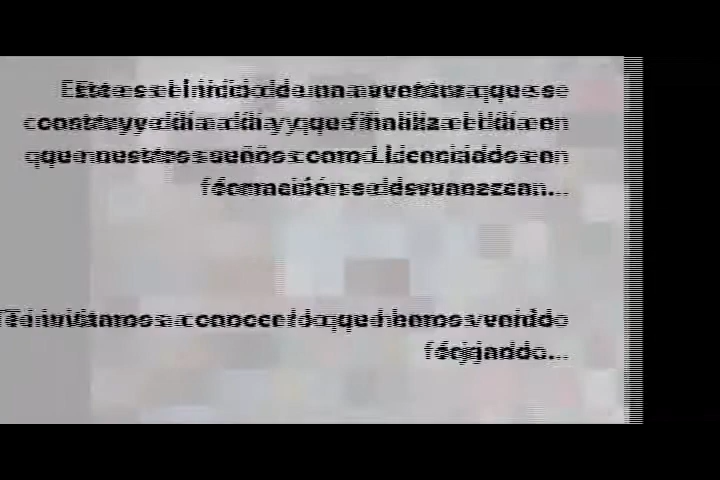 Este es el inicio de una aventura que se
construye día a día y que finaliza el día en
que nuestros sueños como Licenciados en
formación se desvanezcan...
Te invitamos a conocer lo que hemos venido
forjando...